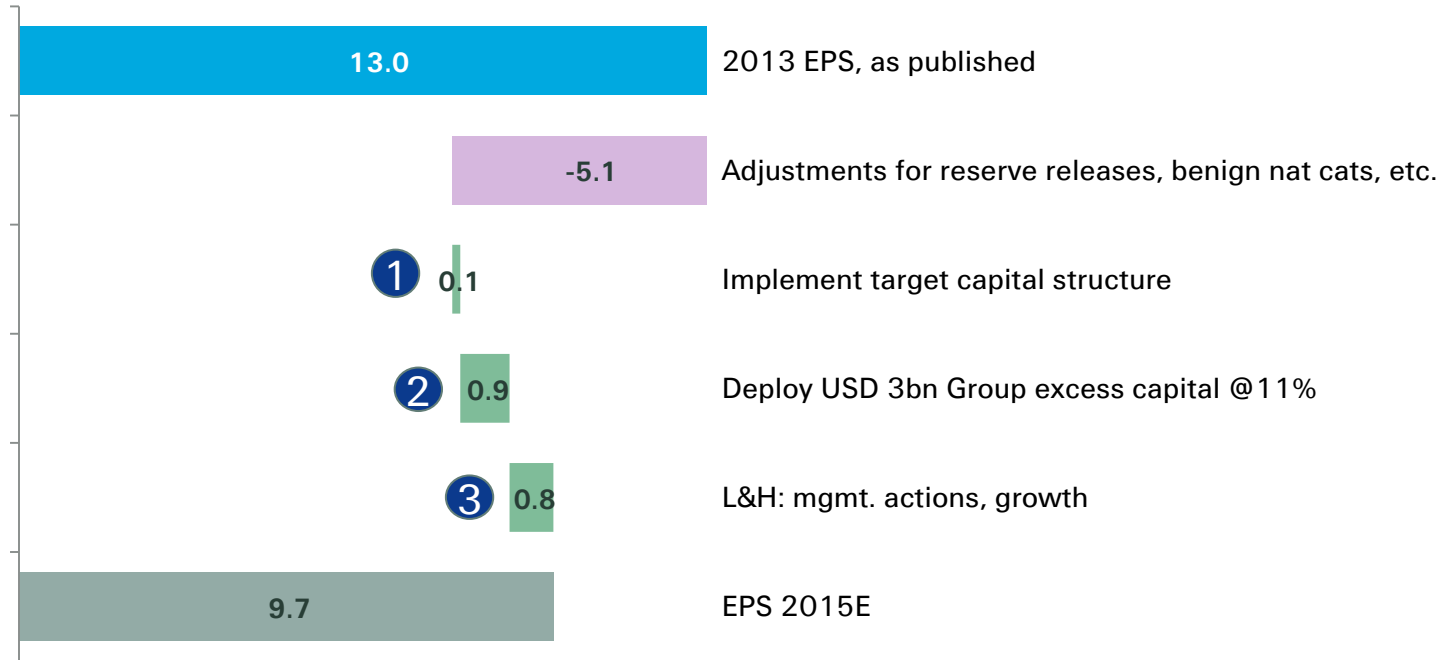 13.0 2013 EPS, as published
-5.1 Adjustments for reserve releases, benign nat cats, etc.
1 0.1 Implement target capital structure
2 0.9 Deploy USD 3bn Group excess capital @11%
3 0.8 L&H: mgmt. actions, growth
9.7 EPS 2015E